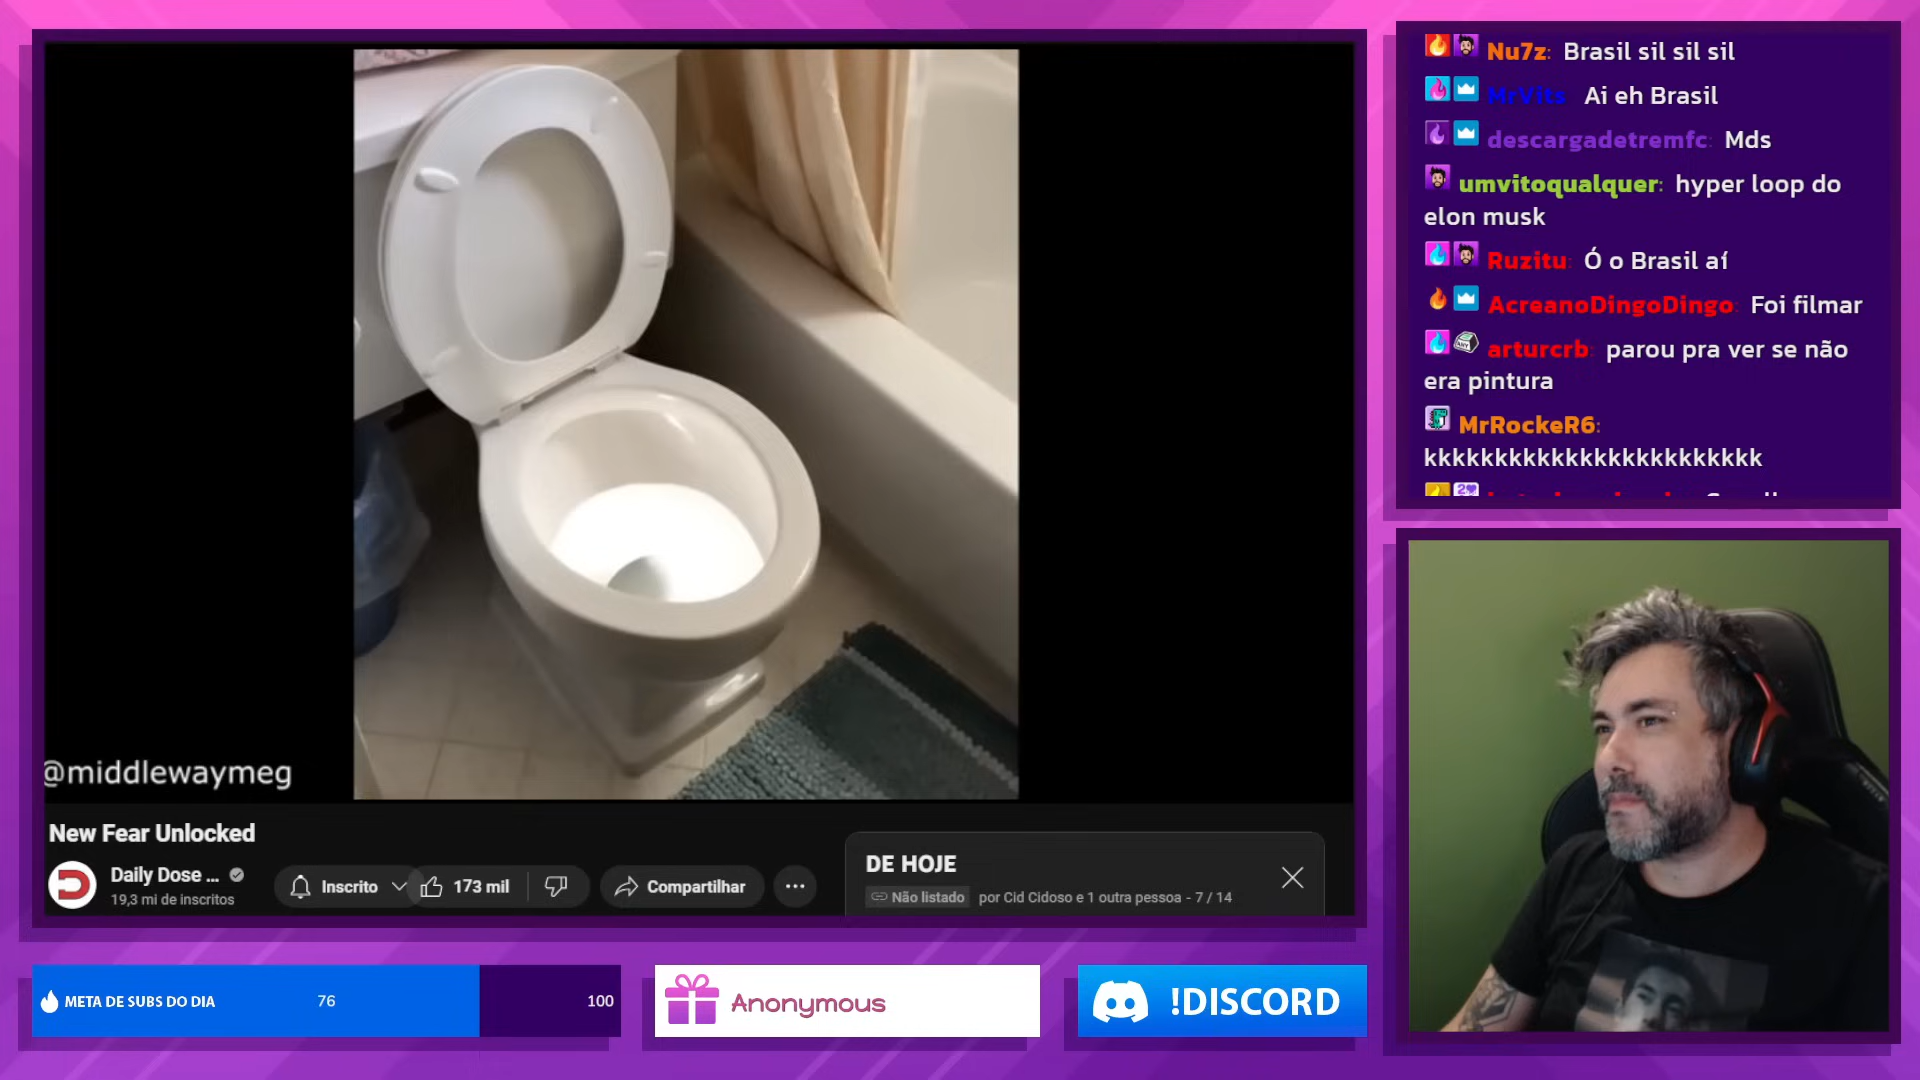 @middlewaymeg
New Fear Unlocked
Daily Dose ...
19,3 mi de inscritos
Inscrito
173 mil
Compartilhar
DE HOJE
Não listado
por Cid Cidoso e 1 outra pessoa - 7 / 14
Nu7z: Brasil sil sil sil
MrVits Ai eh Brasil
descargadetremfc: Mds
umvitoqualquer: hyper loop do
elon musk
Ruzitu: Ó o Brasil aí
AcreanoDingoDingo: Foi filmar
arturcrb: parou pra ver se não
era pintura
MrRockeR6:
kkkkkkkkkkkkkkkkkkkkkkkk
META DE SUBS DO DIA 76 100
Anonymous
!DISCORD